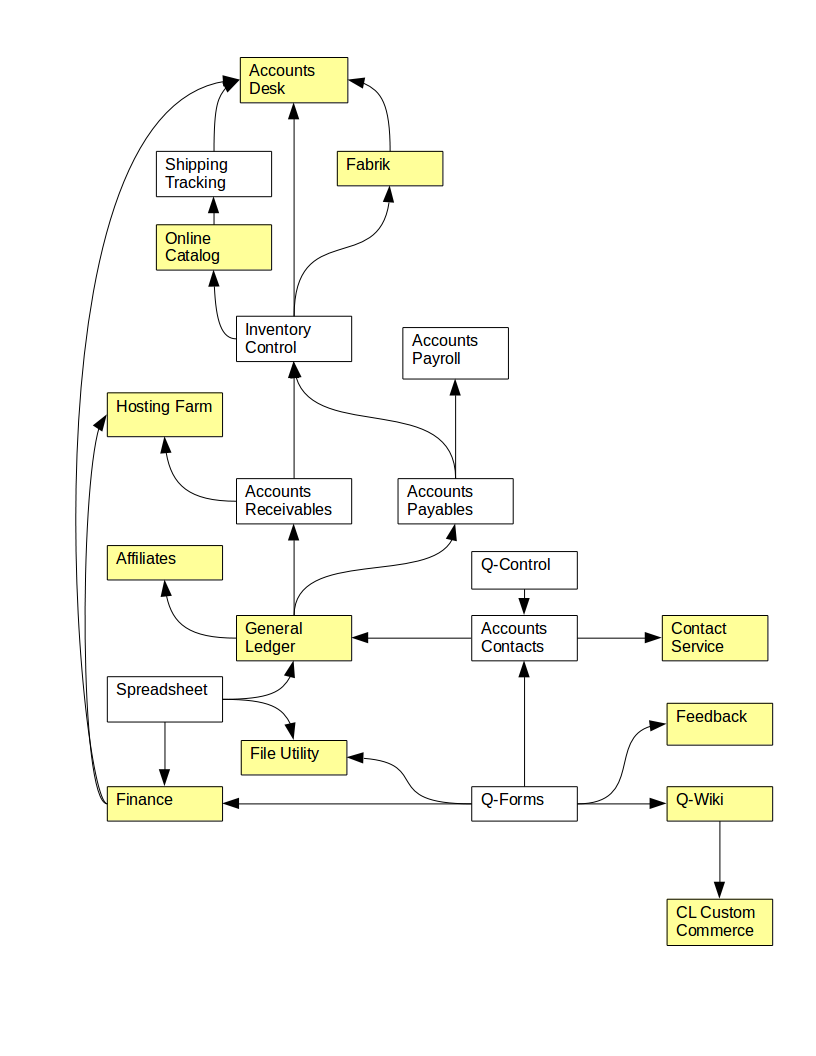 Accounts
Desk
Shipping
Tracking
Fabrik
Online
Catalog
Inventory
Control
Accounts
Payroll
Hosting Farm
Accounts
Receivables
Accounts
Payables
Affiliates
Q-Control
General
Ledger
Accounts
Contacts
Contact
Service
Spreadsheet
Feedback
File Utility
Finance
Q-Forms
Q-Wiki
CL Custom
Commerce